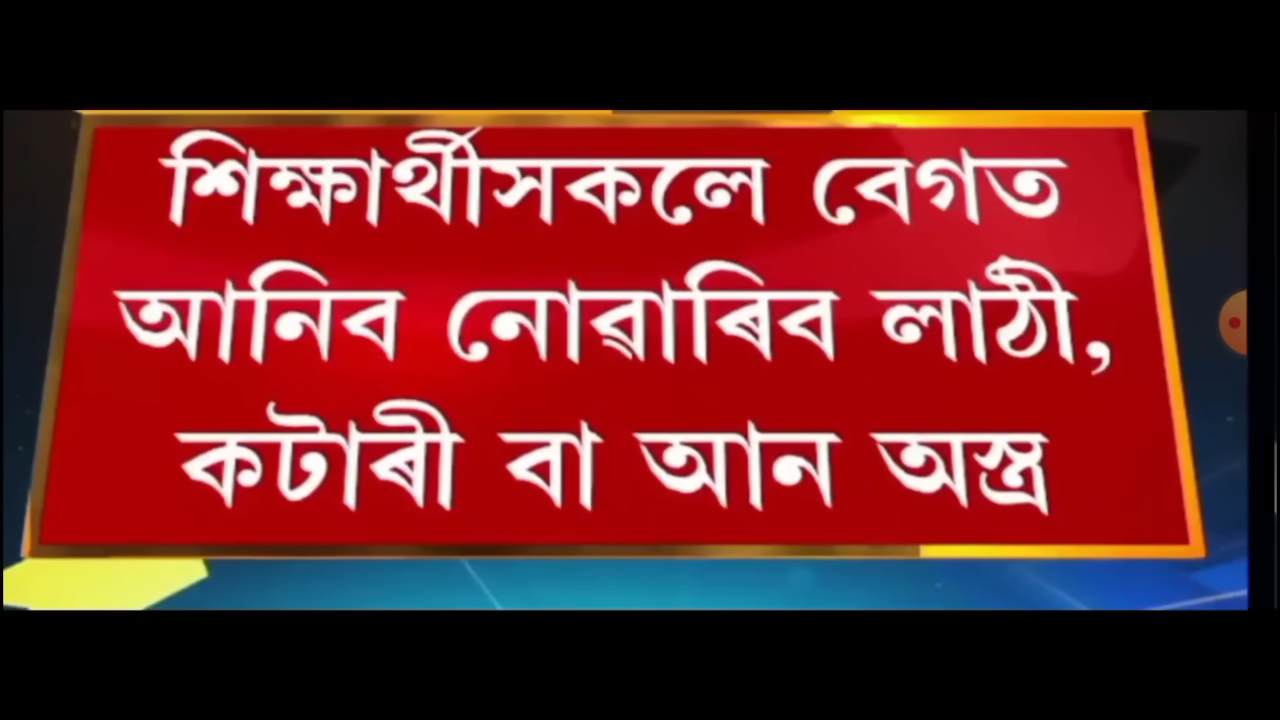 শিক্ষাৰ্থীসকলে বেগত
আনিব নোৱাৰিব লাঠী,
কটাৰী বা আন অস্ত্ৰ